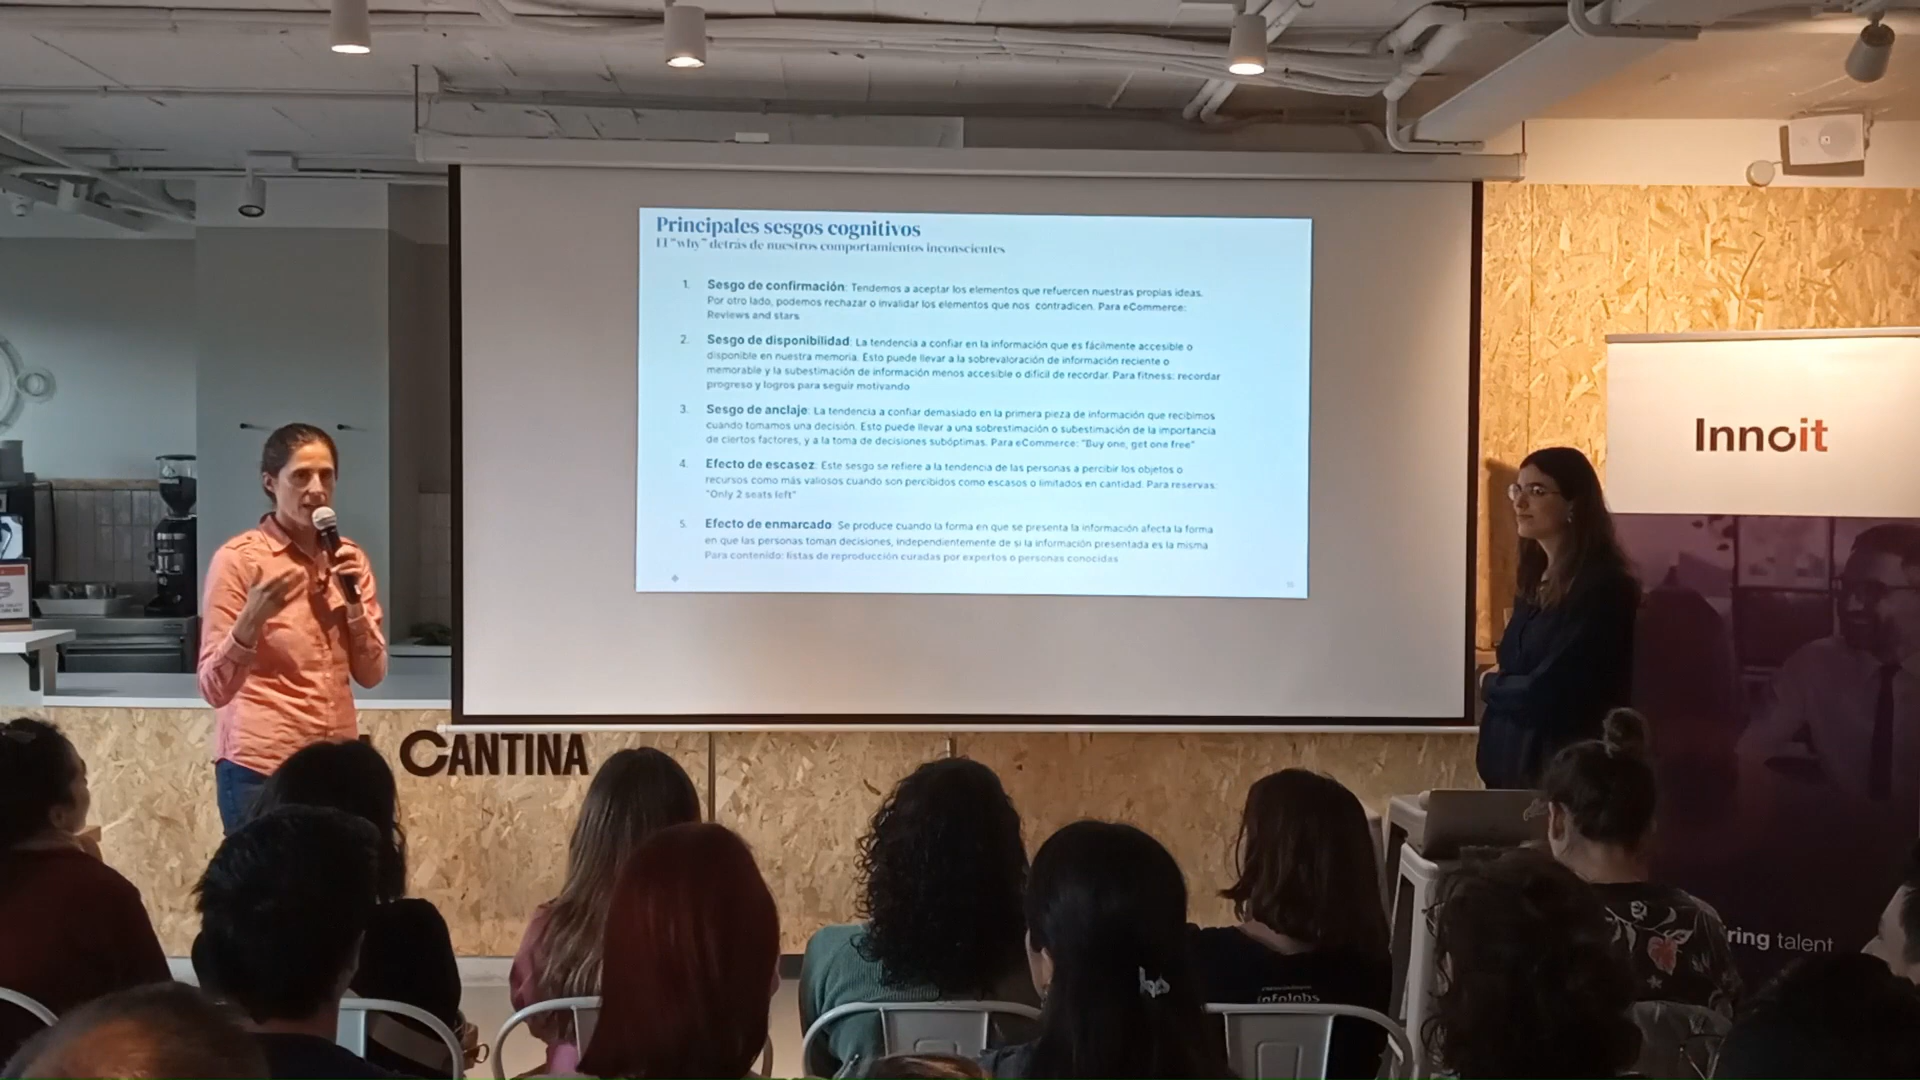 Principales sesgos cognitivos
El "why" detrás de nuestros comportamientos inconscientes
1. Sesgo de confirmación: Tendemos a aceptar los elementos que refuercen nuestras propias ideas.
Por otro lado, podemos rechazar o invalidar los elementos que nos contradicen. Para eCommerce:
Reviews and stars
2. Sesgo de disponibilidad: La tendencia a confiar en la información que es fácilmente accesible o
disponible en nuestra memoria. Esto puede llevar a la sobrevaloración de información reciente o
memorable y la subestimación de información menos accesible o difícil de recordar. Para fitness: recordar
progreso y logros para seguir motivando
3. Sesgo de anclaje: La tendencia a confiar demasiado en la primera pieza de información que recibimos
cuando tomamos una decisión. Esto puede llevar a una sobrestimación o subestimación de la importancia
de ciertos factores, y a la toma de decisiones subóptimas. Para eCommerce: "Buy one, get one free"
4. Efecto de escasez: Este sesgo se refiere a la tendencia de las personas a percibir los objetos o
recursos como más valiosos cuando son percibidos como escasos o limitados en cantidad. Para reservas:
"Only 2 seats left"
5. Efecto de enmarcado: Se produce cuando la forma en que se presenta la información afecta la forma
en que las personas toman decisiones, independientemente de si la información presentada es la misma
Para contenido: listas de reproducción curadas por expertos o personas conocidas
Innoit
CANTINA
ring talent
infolabs